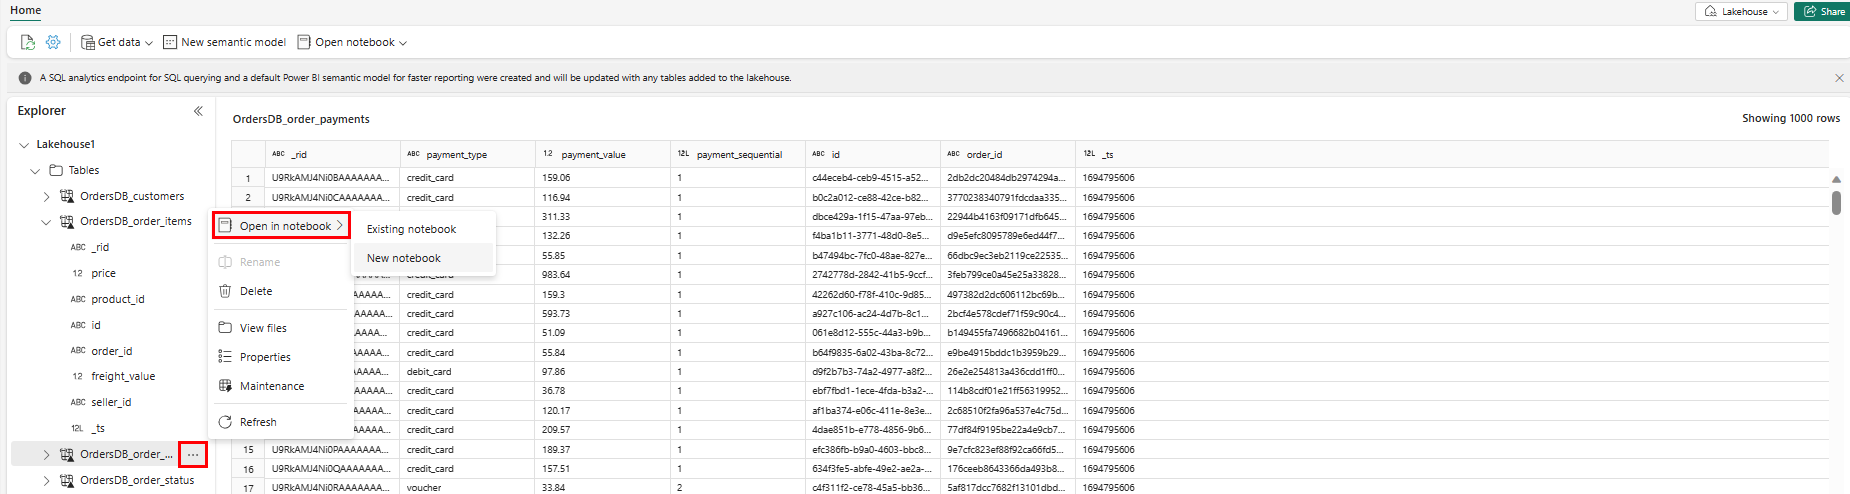 Home
Lakehouse
Share
Get data
New semantic model
Open notebook
A SQL analytics endpoint for SQL querying and a default Power BI semantic model for faster reporting were created and will be updated with any tables added to the lakehouse.
Explorer
Lakehouse1
Tables
OrdersDB_customers
OrdersDB_order_items
ABC _rid
12 price
ABC product_id
ABC id
ABC order_id
12 freight_value
ABC seller_id
12L _ts
OrdersDB_order_... ...
OrdersDB_order_status
Open in notebook
Rename
Delete
View files
Properties
Maintenance
Refresh
Existing notebook
New notebook
OrdersDB_order_payments
Showing 1000 rows
ABC _rid ABC payment_type 1.2 payment_value 12L payment_sequential ABC id ABC order_id 12L _ts
1 U9RkAMJ4Ni0BAAAAAAA... credit_card 159.06 1 c44eceb4-ceb9-4515-a52... 2db2dc20484db2974294a... 1694795606
2 U9RkAMJ4Ni0CAAAAAAA... credit_card 116.94 1 b0c2a012-ce88-42ce-b82... 3770238340791fdcdaa335... 1694795606
311.33 1 dbce429a-1f15-47aa-97eb... 22944b4163f09171dfb645... 1694795606
132.26 1 f4ba1b11-3771-48d0-8e5... d9e5efc8095789e6ed44f7... 1694795606
55.85 1 b47494bc-7fc0-48ae-827e... 66dbc9ec3eb2119ce22535... 1694795606
credit_card 983.64 1 2742778d-2842-41b5-9ccf... 3feb799ce0a45e25a33828... 1694795606
credit_card 159.3 1 42262d60-f78f-410c-9d85... 497382d2dc606112bc69b... 1694795606
credit_card 593.73 1 a927c106-ac24-4d7b-8c1... 2bcf4e578cdef71f59c90c4... 1694795606
credit_card 51.09 1 061e8d12-555c-44a3-b9b... b149455fa7496682b04161... 1694795606
credit_card 55.84 1 b64f9835-6a02-43ba-8c72... e9be4915bddc1b3959b29... 1694795606
debit_card 97.86 1 d9f2b7b3-74a2-4977-a8f2... 26e2e254813a436cdd1ff0... 1694795606
credit_card 36.78 1 ebf7fbd1-1ece-4fda-b3a2-... 114b8cdf01e21ff56319952... 1694795606
credit_card 120.17 1 af1ba374-e06c-411e-8e3e... 2c68510f2fa96a537e4c75d... 1694795606
credit_card 209.57 1 4dae851b-e778-4856-9b6... 77df84f9195be22a4e9cb7... 1694795606
15 U9RkAMJ4Ni0PAAAAAAA... credit_card 189.37 1 efc386fb-b9a0-4603-bbc8... 9e7cfc823ef88f92ca66fd5... 1694795606
16 U9RkAMJ4Ni0QAAAAAAA... credit_card 157.51 1 634f3fe5-abfe-49e2-ae2a-... 176ceeb8643366da493b8... 1694795606
17 U9RkAMJ4Ni0RAAAAAAA... voucher 33.84 2 c4f311f2-ce78-45a5-bb36... 5af817dcc7682f13101dbd... 1694795606